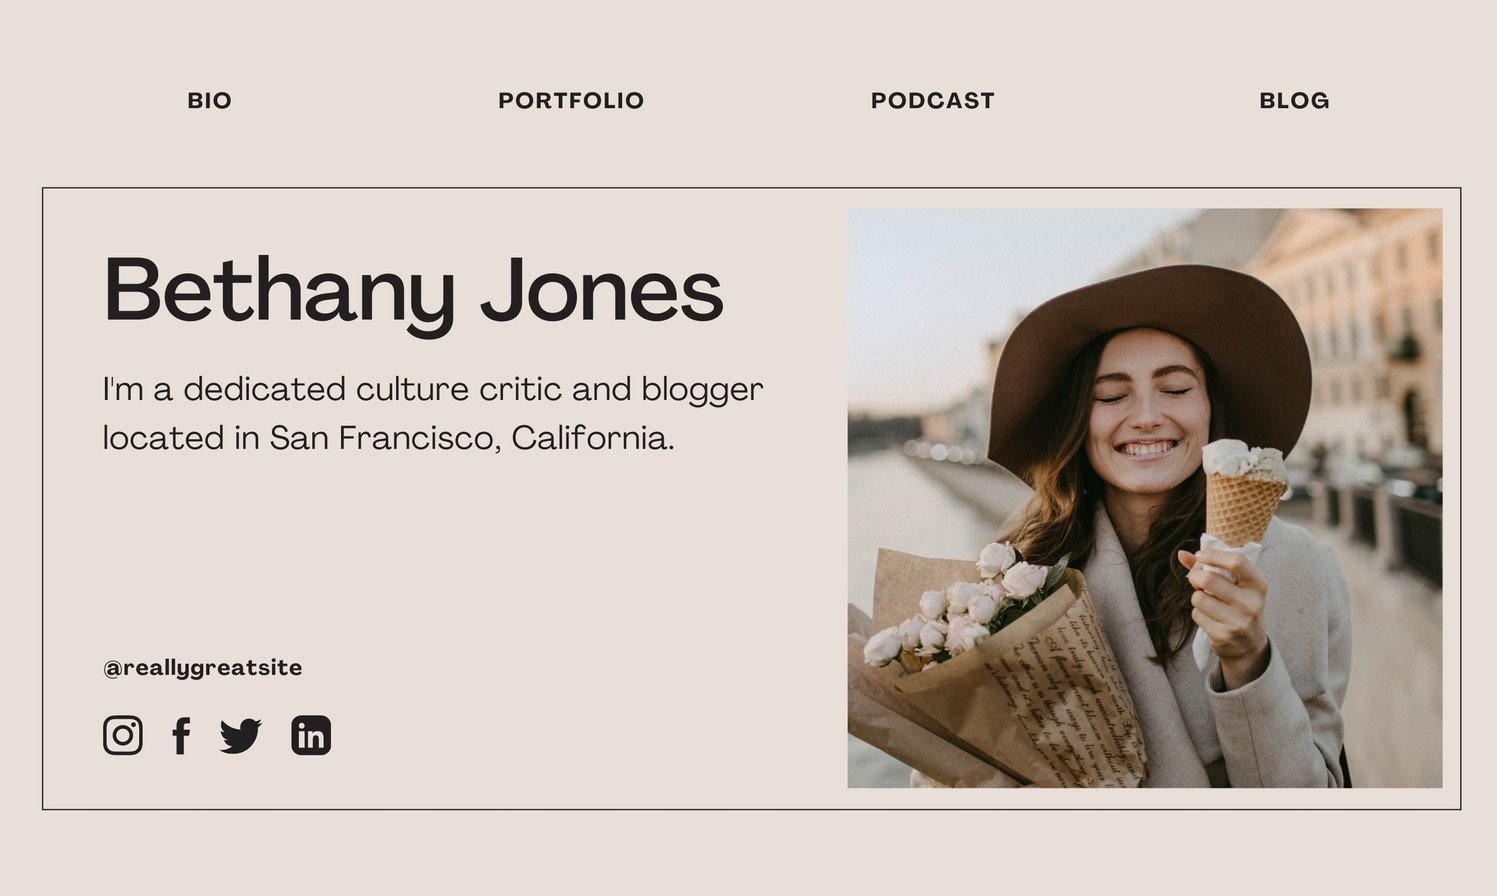 BIO
PORTFOLIO
PODCAST
BLOG
Bethany Jones
I'm a dedicated culture critic and blogger
located in San Francisco, California.
@reallygreatsite